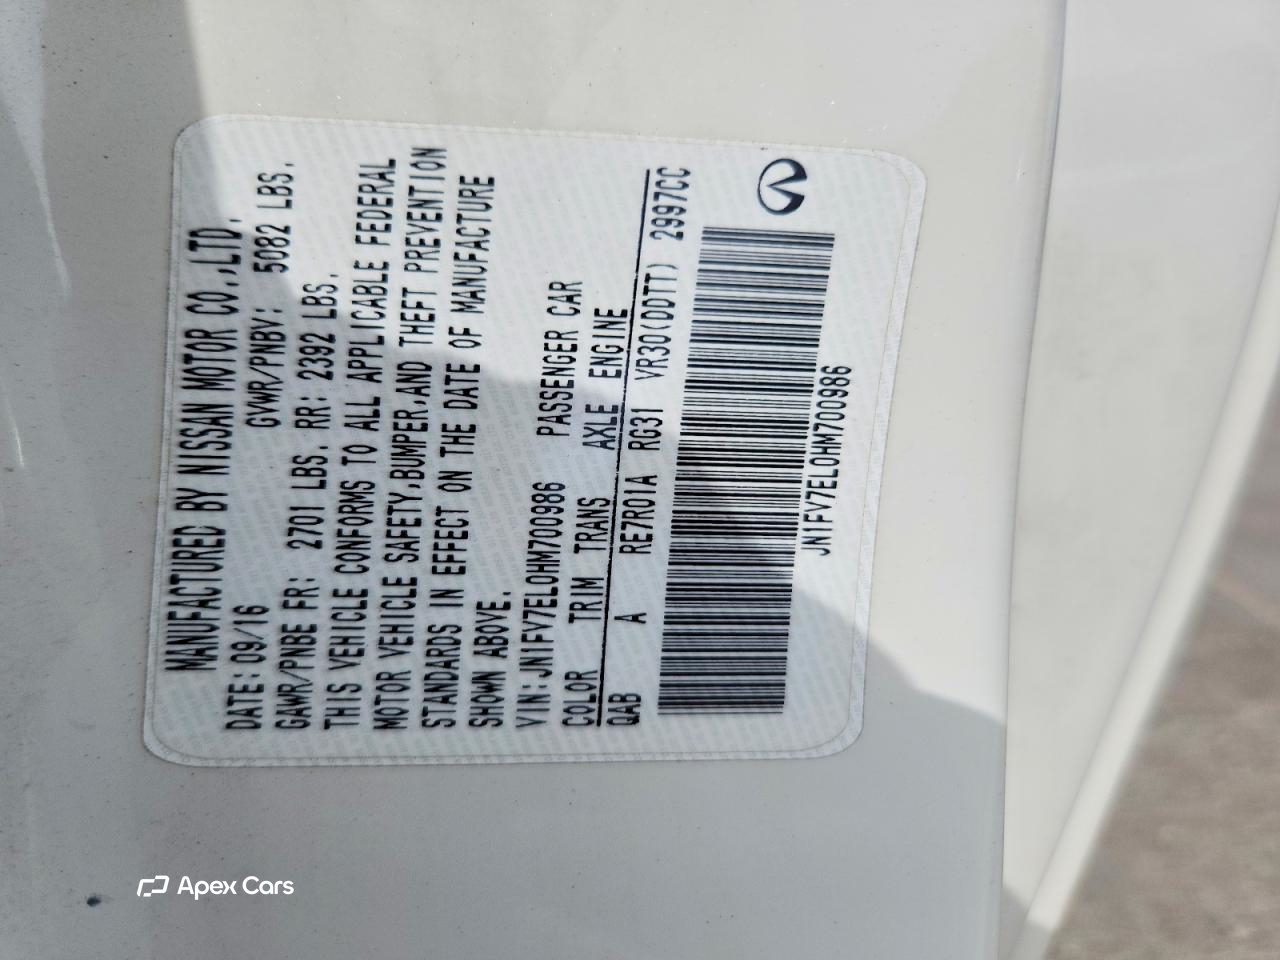 MANUFACTURED BY NISSAN MOTOR CO.,LTD.
DATE:09/16 GVWR/PNBV: 5082 LBS.
GAWR/PNBE FR: 2701 LBS. RR: 2392 LBS.
THIS VEHICLE CONFORMS TO ALL APPLICABLE FEDERAL
MOTOR VEHICLE SAFETY,BUMPER,AND THEFT PREVENTION
STANDARDS IN EFFECT ON THE DATE OF MANUFACTURE
SHOWN ABOVE.
VIN:JN1FV7EL0HM700986 PASSENGER CAR
COLOR TRIM TRANS AXLE ENGINE
QAB A RE7R01A RG31 VR30(DDTT) 2997CC
JN1FV7EL0HM700986
Apex Cars